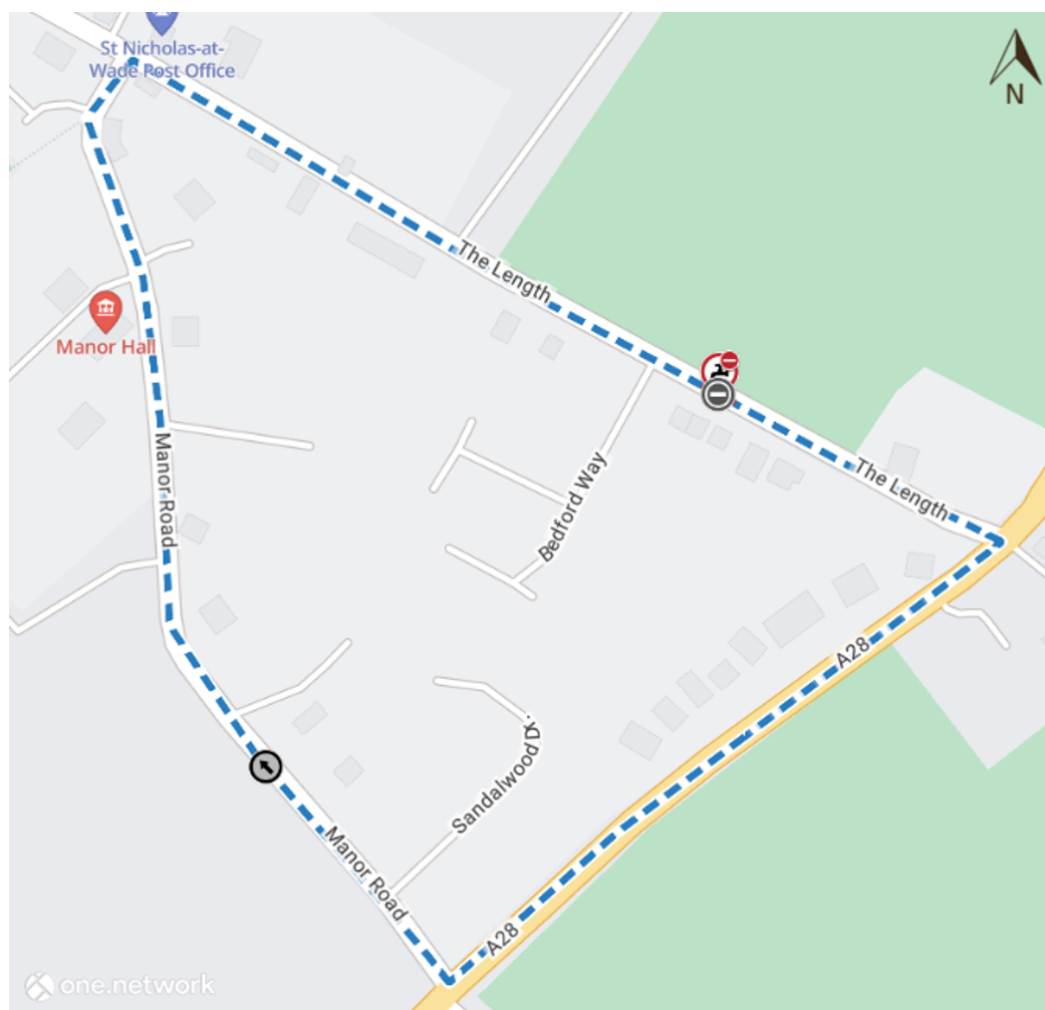 St Nicholas-at-
Wade Post Office
N
The Length
Manor Hall
Manor Road
Bedford Way
The Length
A28
Sandalwood Dr.
Manor Road
A28
one.network